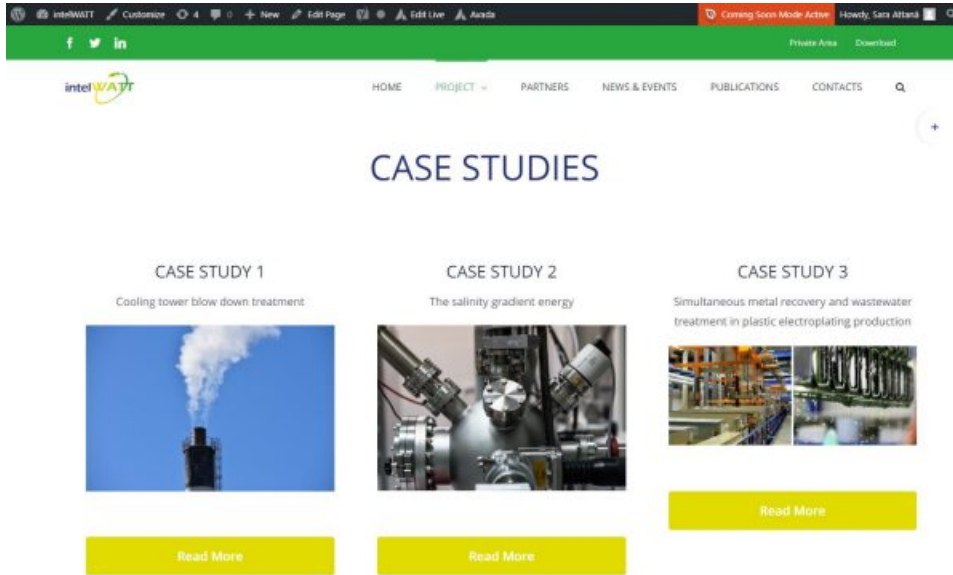 intelWATT Customize 4 0 + New Edit Page Edit Live Avada Coming Soon Mode Active Howdy, Sara Attanà
f in Private Area Download
intelWATT HOME PROJECT PARTNERS NEWS & EVENTS PUBLICATIONS CONTACTS
+
CASE STUDIES
CASE STUDY 1
Cooling tower blow down treatment
Read More
CASE STUDY 2
The salinity gradient energy
Read More
CASE STUDY 3
Simultaneous metal recovery and wastewater
treatment in plastic electroplating production
Read More